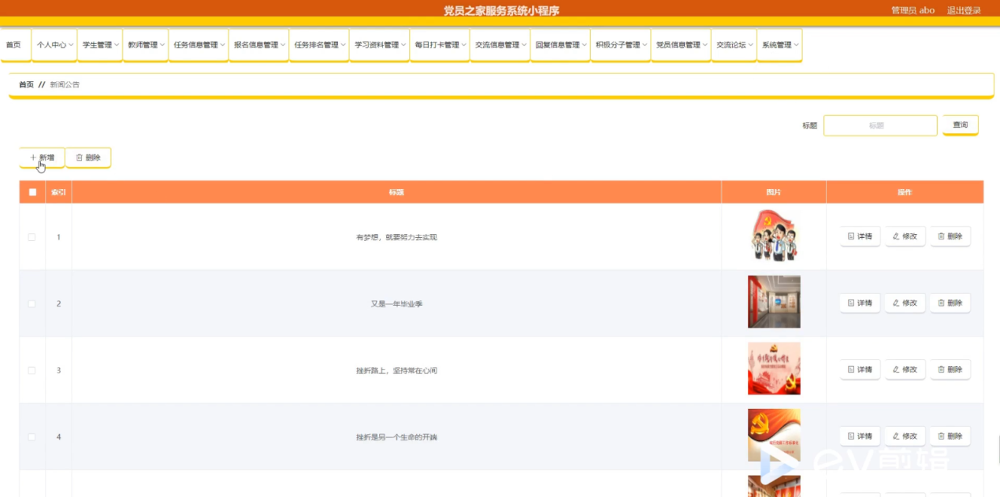 党员之家服务系统小程序
管理员 abo 退出登录
首页 个人中心 学生管理 教师管理 任务信息管理 报名信息管理 任务排名管理 学习资料管理 每日打卡管理 交流信息管理 回复信息管理 积极分子管理 党员信息管理 交流论坛 系统管理
首页 // 新闻公告
标题 标题 查询
新增 删除
索引 标题 图片 操作
1 有梦想，就要努力去实现 详情 修改 删除
2 又是一年毕业季 详情 修改 删除
3 挫折路上，坚持常在心间 详情 修改 删除
4 挫折是另一个生命的开端 详情 修改 删除
ev剪辑